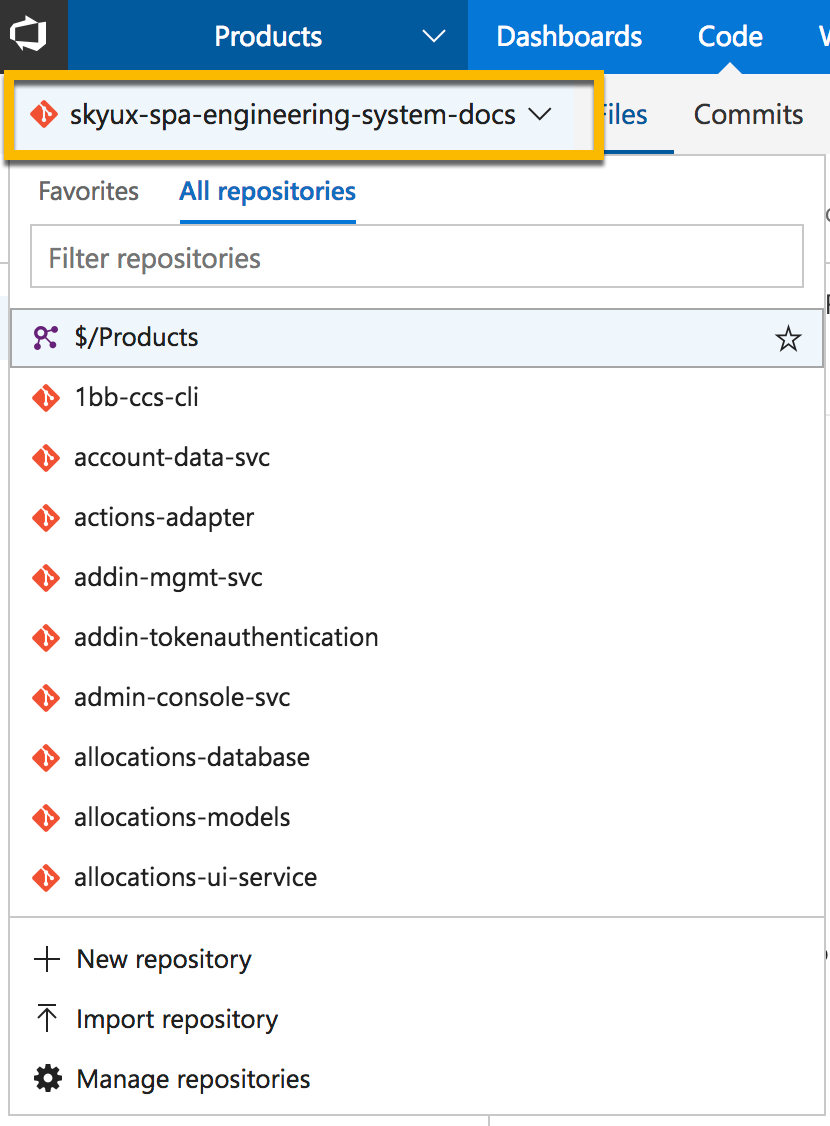 Products Dashboards Code
skyux-spa-engineering-system-docs Files Commits
Favorites All repositories
Filter repositories
$/Products
1bb-ccs-cli
account-data-svc
actions-adapter
addin-mgmt-svc
addin-tokenauthentication
admin-console-svc
allocations-database
allocations-models
allocations-ui-service
New repository
Import repository
Manage repositories